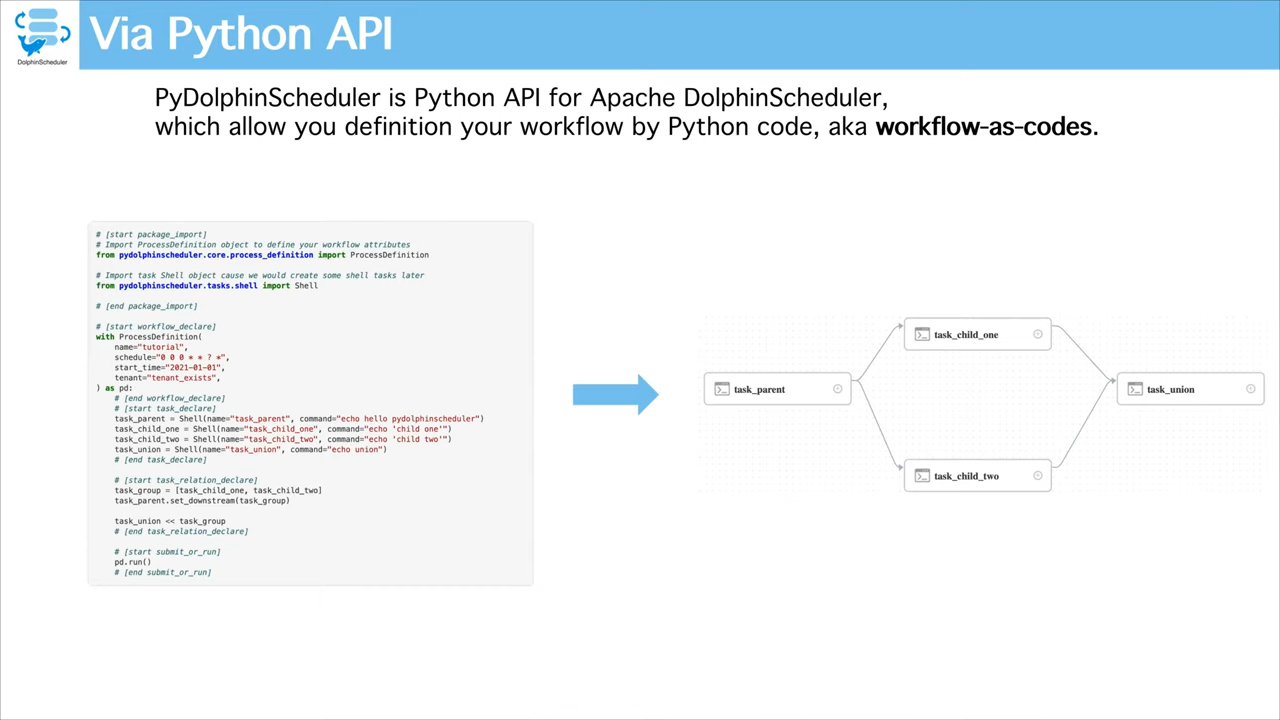 DolphinScheduler
Via Python API
PyDolphinScheduler is Python API for Apache DolphinScheduler,
which allow you definition your workflow by Python code, aka workflow-as-codes.
# [start package_import]
# Import ProcessDefinition object to define your workflow attributes
from pydolphinscheduler.core.process_definition import ProcessDefinition
# Import task Shell object cause we would create some shell tasks later
from pydolphinscheduler.tasks.shell import Shell
# [end package_import]
# [start workflow_declare]
with ProcessDefinition(
name="tutorial",
schedule="0 0 0 * * ? *",
start_time="2021-01-01",
tenant="tenant_exists",
) as pd:
# [end workflow_declare]
# [start task_declare]
task_parent = Shell(name="task_parent", command="echo hello pydolphinscheduler")
task_child_one = Shell(name="task_child_one", command="echo 'child one'")
task_child_two = Shell(name="task_child_two", command="echo 'child two'")
task_union = Shell(name="task_union", command="echo union")
# [end task_declare]
# [start task_relation_declare]
task_group = [task_child_one, task_child_two]
task_parent.set_downstream(task_group)
task_union << task_group
# [end task_relation_declare]
# [start submit_or_run]
pd.run()
# [end submit_or_run]
task_parent
task_child_one
task_child_two
task_union